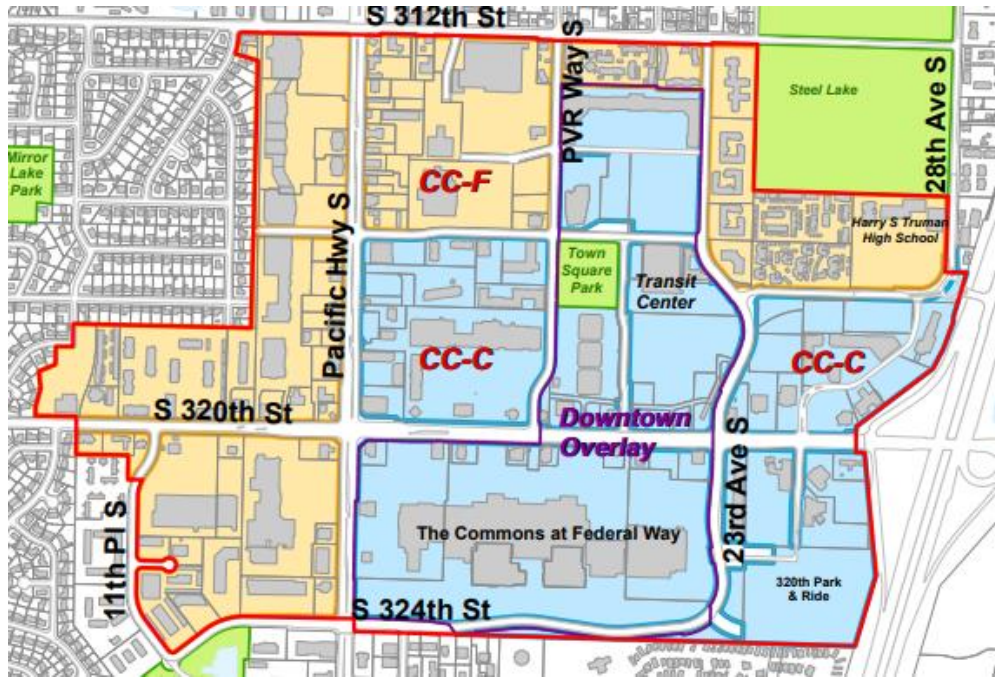 S 312th St
PVR Way S
Steel Lake
28th Ave S
Mirror
Lake
Park
CC-F
Harry S Truman
High School
Pacific Hwy S
Town
Square
Park
Transit
Center
CC-C
CC-C
S 320th St
Downtown
Overlay
23rd Ave S
11th Pl S
The Commons at Federal Way
320th Park
& Ride
S 324th St